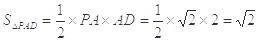 S△PAD = 1/2 × PA × AD = 1/2 × √2 × 2 = √2